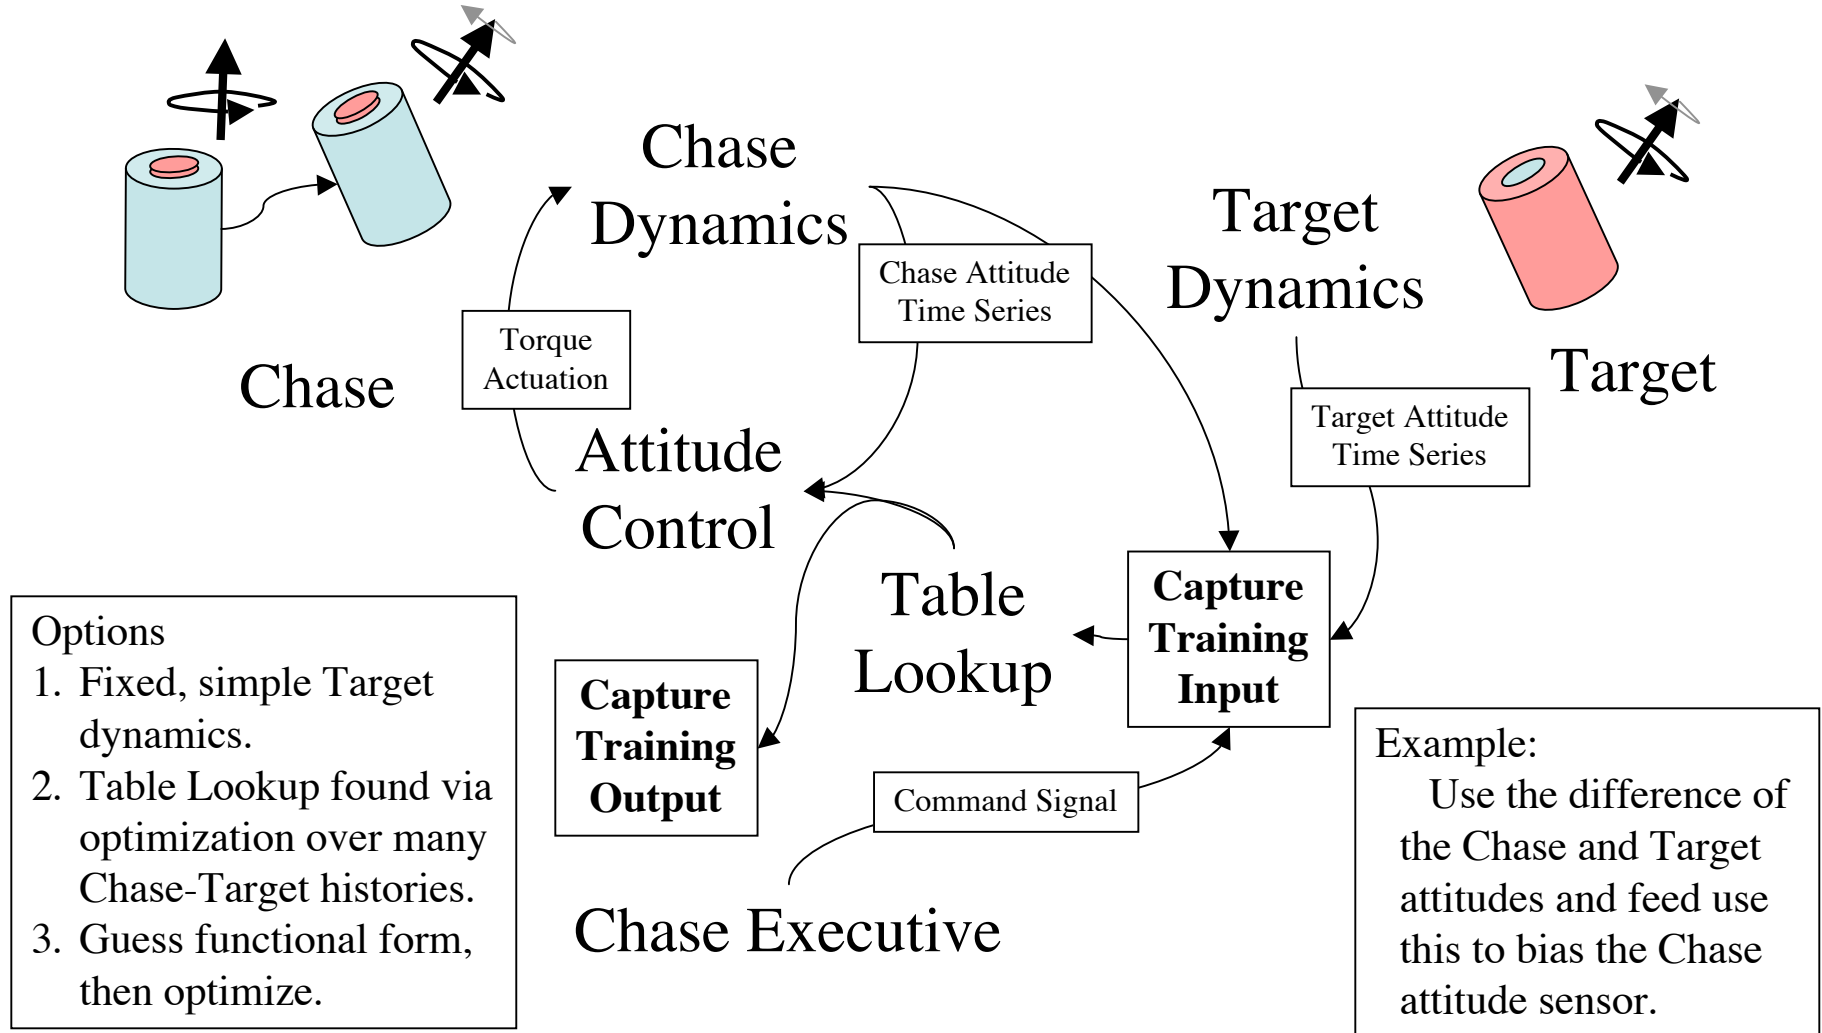 Chase
Dynamics
Chase Attitude
Time Series
Target
Dynamics
Torque
Actuation
Chase
Target
Target Attitude
Time Series
Attitude
Control
Table
Lookup
Capture
Training
Input
Capture
Training
Output
Command Signal
Chase Executive
Options
1. Fixed, simple Target
dynamics.
2. Table Lookup found via
optimization over many
Chase-Target histories.
3. Guess functional form,
then optimize.
Example:
Use the difference of
the Chase and Target
attitudes and feed use
this to bias the Chase
attitude sensor.